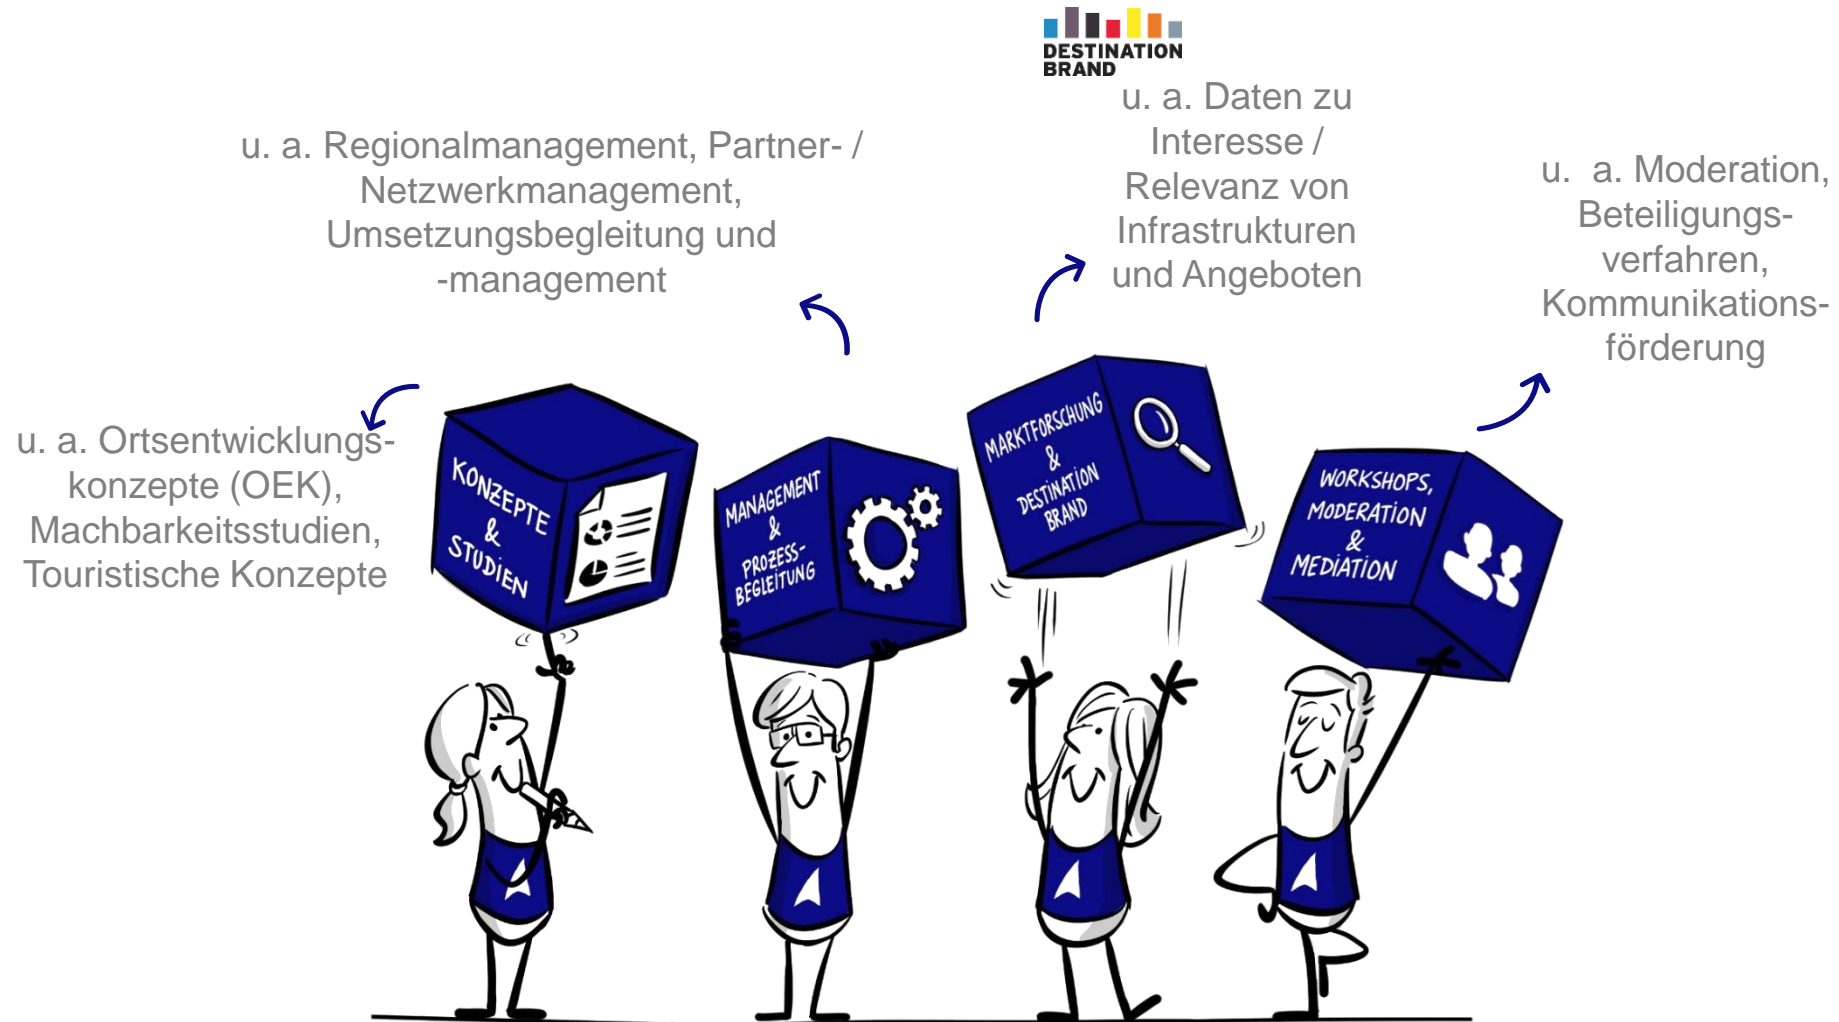 DESTINATION
BRAND
u. a. Daten zu
Interesse /
Relevanz von
Infrastrukturen
und Angeboten
u. a. Regionalmanagement, Partner- /
Netzwerkmanagement,
Umsetzungsbegleitung und
-management
u. a. Moderation,
Beteiligungs-
verfahren,
Kommunikations-
förderung
u. a. Ortsentwicklungs-
konzepte (OEK),
Machbarkeitsstudien,
Touristische Konzepte
KONZEPTE
&
STUDIEN
MANAGEMENT
&
PROZESS-
BEGLEITUNG
MARKTFORSCHUNG
&
DESTINATION
BRAND
WORKSHOPS,
MODERATION
&
MEDIATION